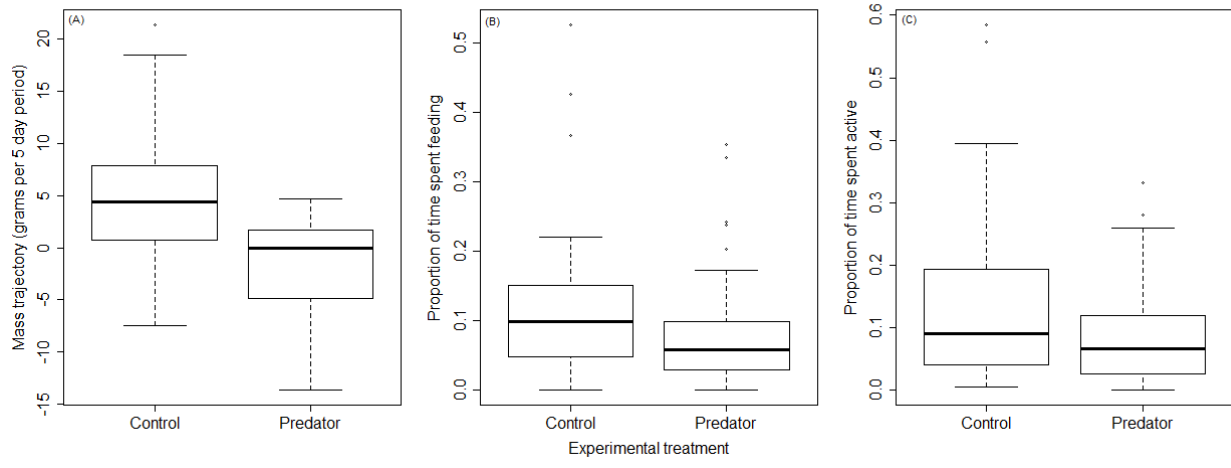 (A)
Mass trajectory (grams per 5 day period)
20
15
10
5
0
-5
-10
-15
Control Predator
(B)
Proportion of time spent feeding
0.5
0.4
0.3
0.2
0.1
0.0
Control Predator
Experimental treatment
(C)
Proportion of time spent active
0.6
0.5
0.4
0.3
0.2
0.1
0.0
Control Predator